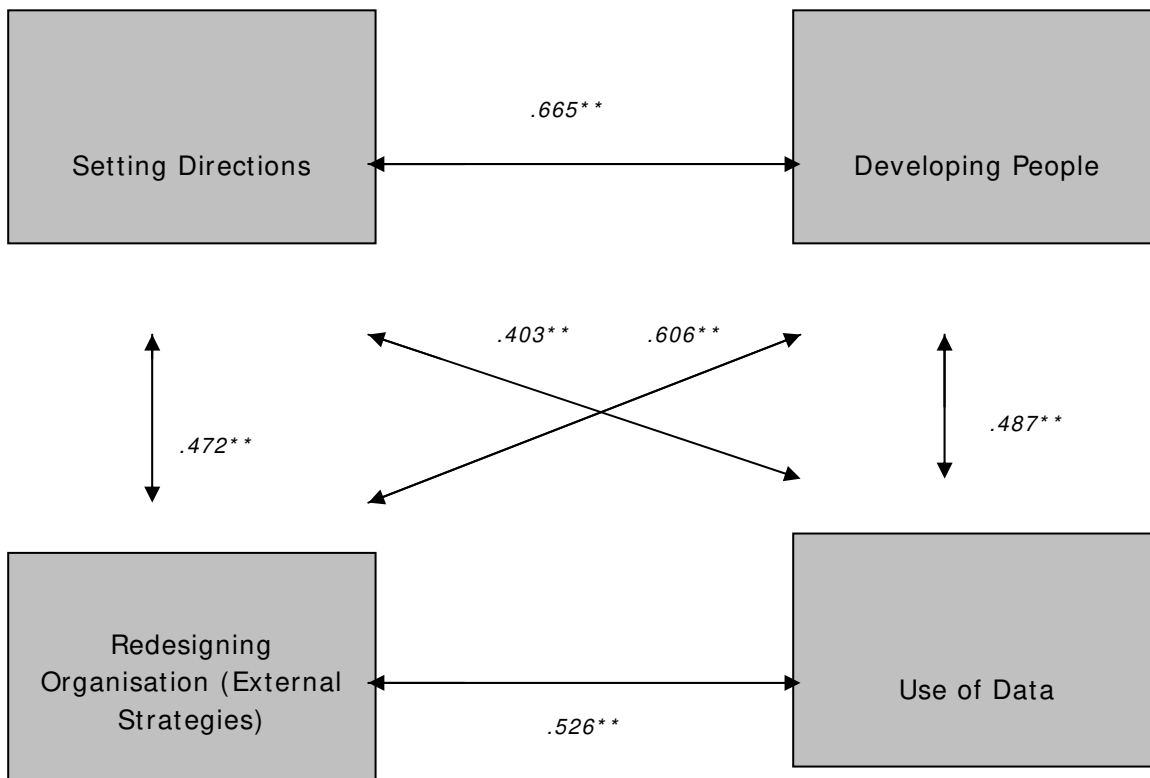 .665**
Setting Directions
Developing People
.403**
.606**
.472**
.487**
Redesigning
Organisation (External
Strategies)
Use of Data
.526**